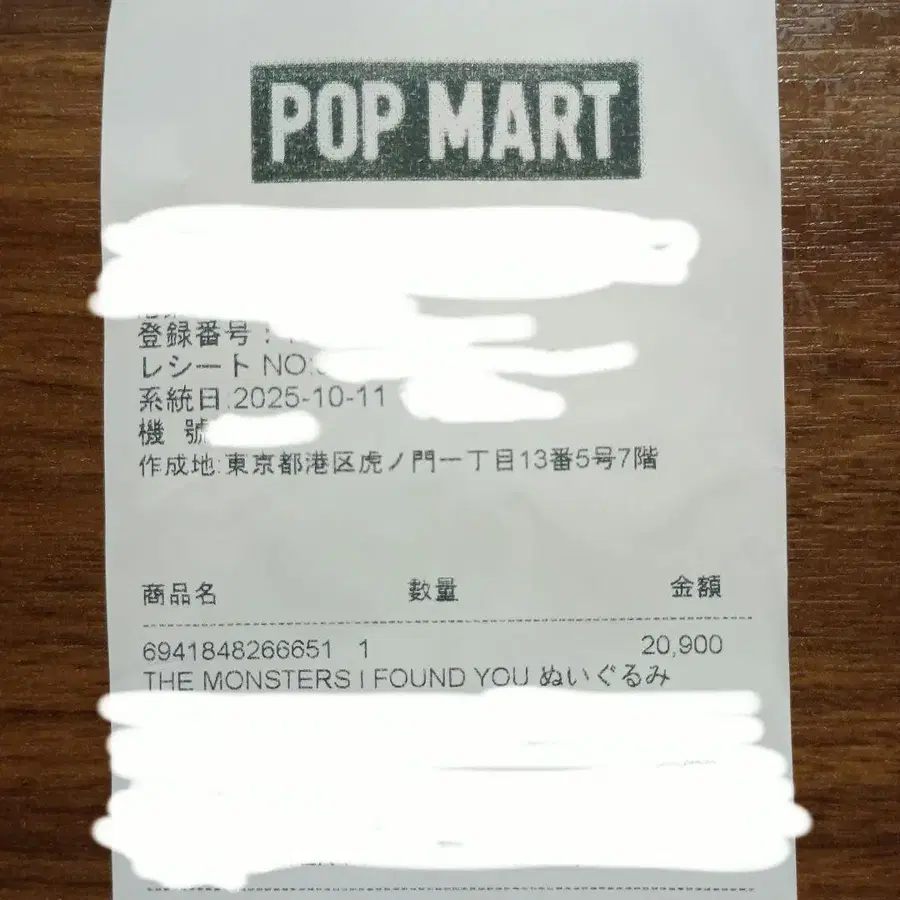 POP MART
登録番号:
レシート NO:
系統日:2025-10-11
機 號
作成地:東京都港区虎ノ門一丁目13番5号7階
商品名 数量 金額
6941848266651 1 20,900
THE MONSTERS I FOUND YOU ぬいぐるみ